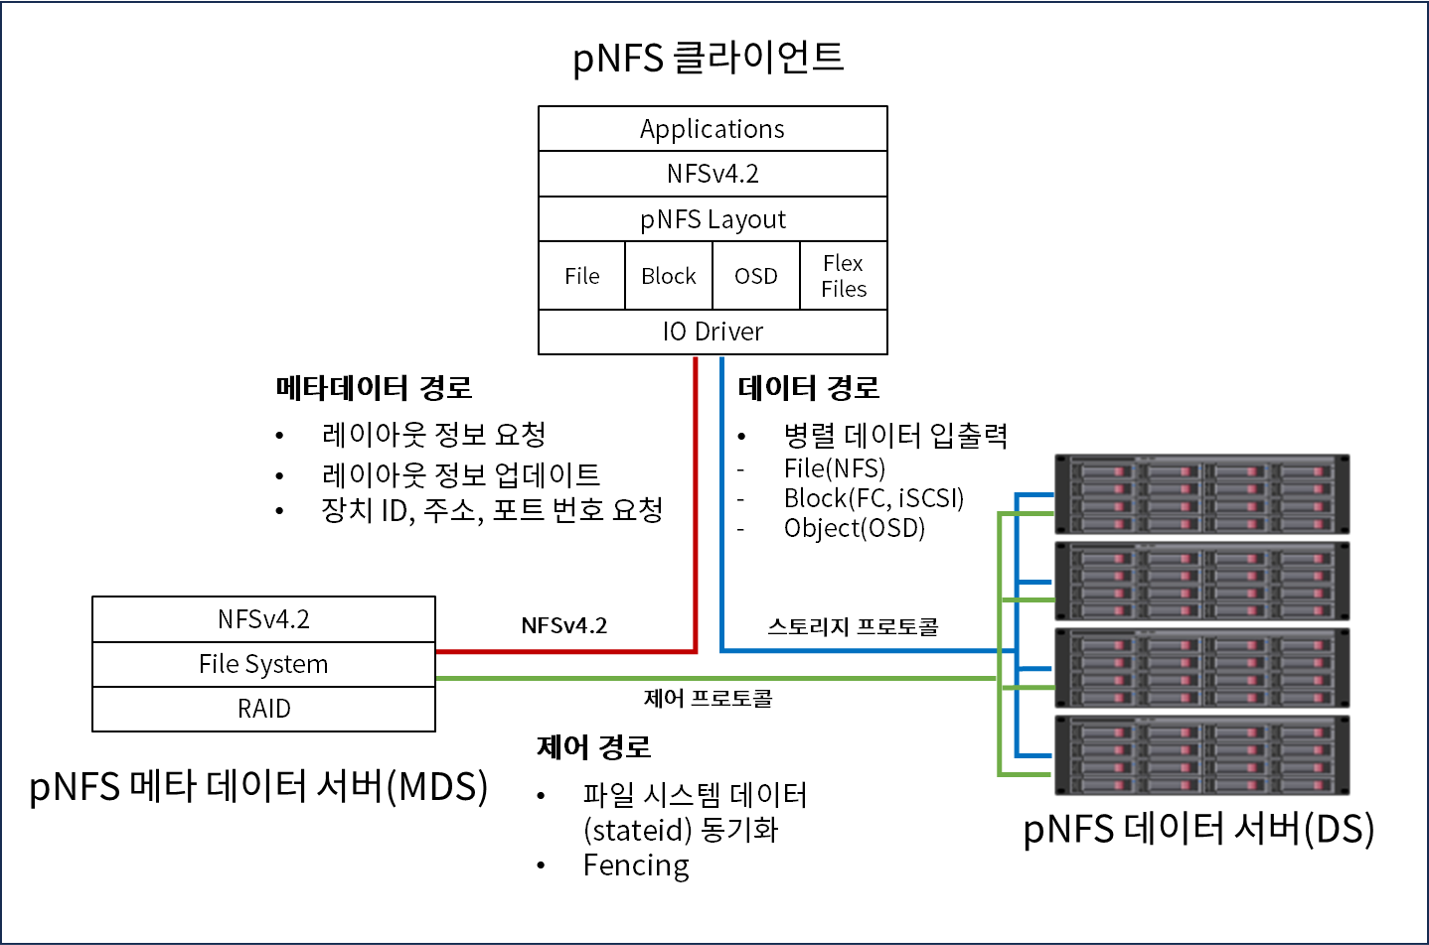 pNFS 클라이언트
Applications
NFSv4.2
pNFS Layout
File
Block
OSD
Flex
Files
IO Driver
메타데이터 경로
• 레이아웃 정보 요청
• 레이아웃 정보 업데이트
• 장치 ID, 주소, 포트 번호 요청
데이터 경로
• 병렬 데이터 입출력
- File(NFS)
- Block(FC, iSCSI)
- Object(OSD)
NFSv4.2
File System
RAID
pNFS 메타 데이터 서버(MDS)
NFSv4.2
스토리지 프로토콜
제어 프로토콜
제어 경로
• 파일 시스템 데이터
(stateid) 동기화
• Fencing
pNFS 데이터 서버(DS)